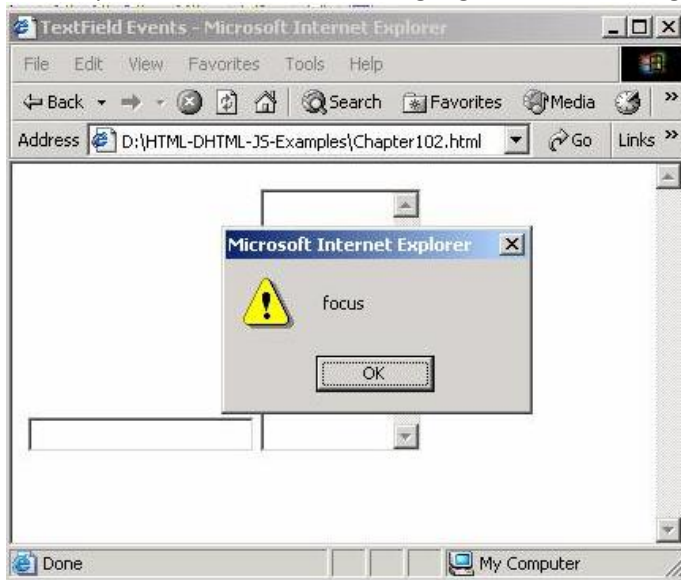 TextField Events - Microsoft Internet Explorer
File Edit View Favorites Tools Help
Back Search Favorites Media »
Address D:\HTML-DHTML-JS-Examples\Chapter102.html Go Links »
Microsoft Internet Explorer
focus
OK
Done My Computer